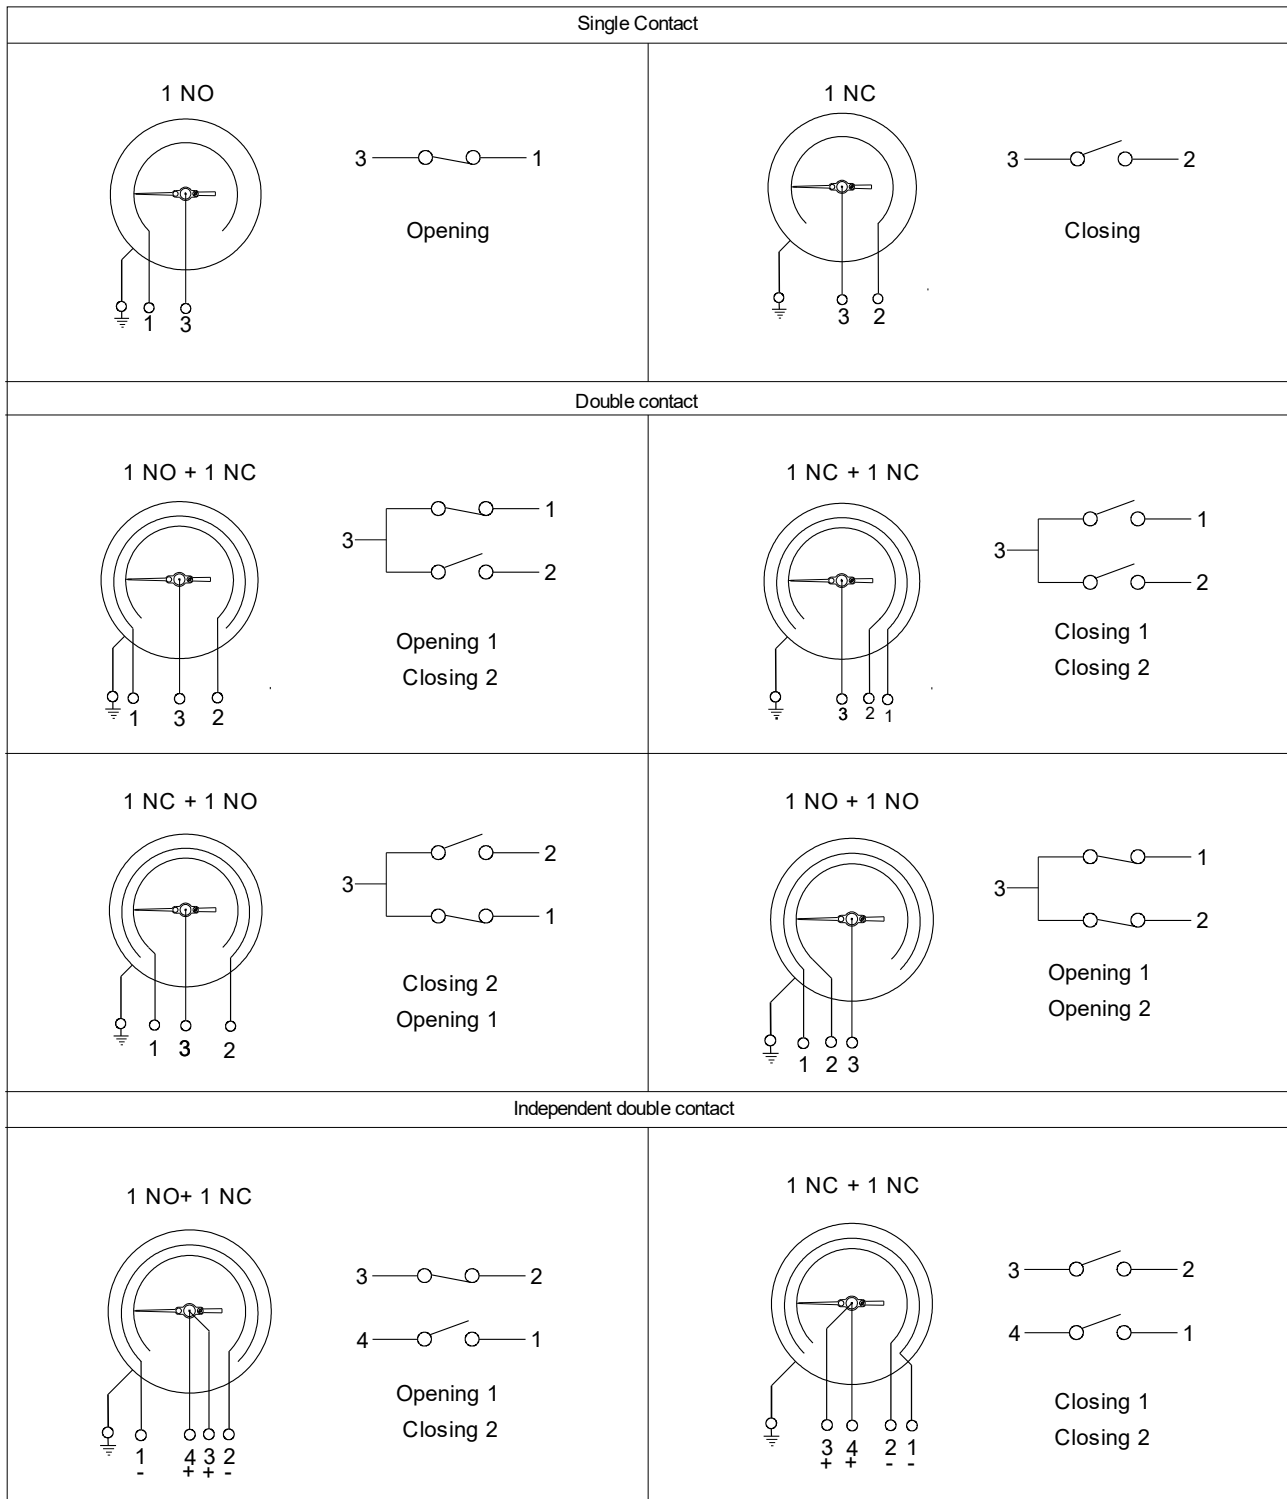 Single Contact
1 NO
3 1
Opening
1 3
1 NC
3 2
Closing
3 2
Double contact
1 NO + 1 NC
1
3
2
Opening 1
Closing 2
1 3 2
1 NC + 1 NC
1
3
2
Closing 1
Closing 2
3 2 1
1 NC + 1 NO
2
3
1
Closing 2
Opening 1
1 3 2
1 NO + 1 NO
1
3
2
Opening 1
Opening 2
1 2 3
Independent double contact
1 NO+ 1 NC
3 2
4 1
Opening 1
Closing 2
1 4 3 2
- + + -
1 NC + 1 NC
3 2
4 1
Closing 1
Closing 2
3 4 2 1
+ + - -